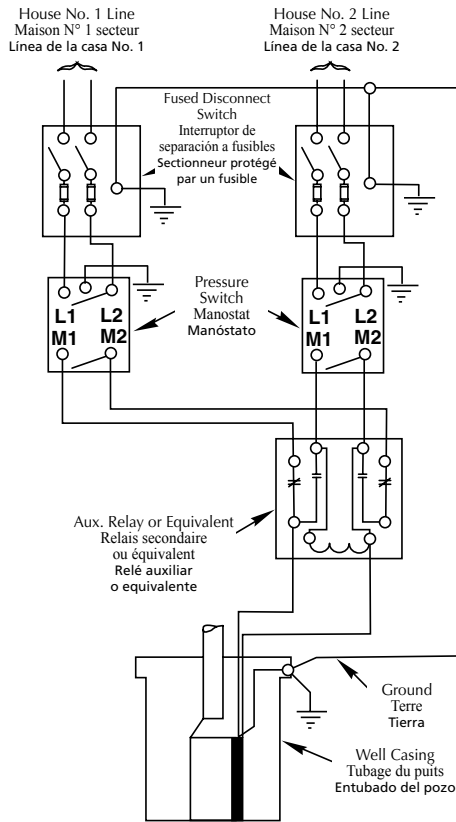 House No. 1 Line
Maison N° 1 secteur
Línea de la casa No. 1
House No. 2 Line
Maison N° 2 secteur
Línea de la casa No. 2
Fused Disconnect
Switch
Interruptor de
separación a fusibles
Sectionneur protégé
par un fusible
L1 L2
M1 M2
Pressure
Switch
Manostat
Manóstato
L1 L2
M1 M2
Aux. Relay or Equivalent
Relais secondaire
ou équivalent
Relé auxiliar
o equivalente
Ground
Terre
Tierra
Well Casing
Tubage du puits
Entubado del pozo